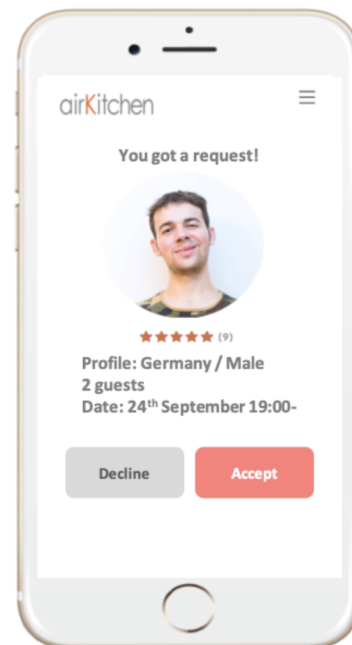 airKitchen
You got a request!
(9)
Profile: Germany / Male
2 guests
Date: 24th September 19:00-
Decline
Accept